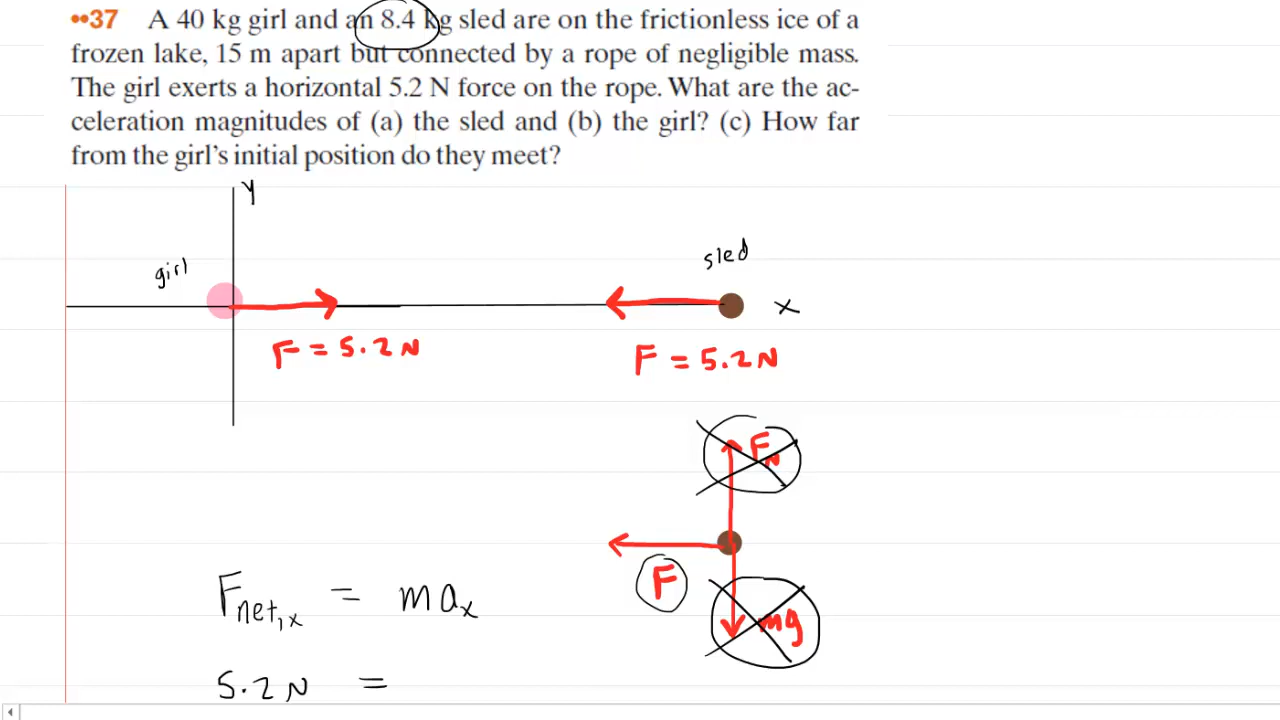 ••37 A 40 kg girl and an 8.4 kg sled are on the frictionless ice of a
frozen lake, 15 m apart but connected by a rope of negligible mass.
The girl exerts a horizontal 5.2 N force on the rope. What are the ac-
celeration magnitudes of (a) the sled and (b) the girl? (c) How far
from the girl's initial position do they meet?
y
girl
sled
x
F = 5.2 N
F = 5.2 N
FN
F
mg
Fnet,x = max
5.2 N =